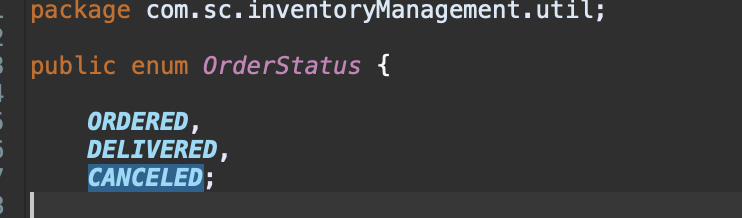 package com.sc.inventoryManagement.util;
public enum OrderStatus {
ORDERED,
DELIVERED,
CANCELED;